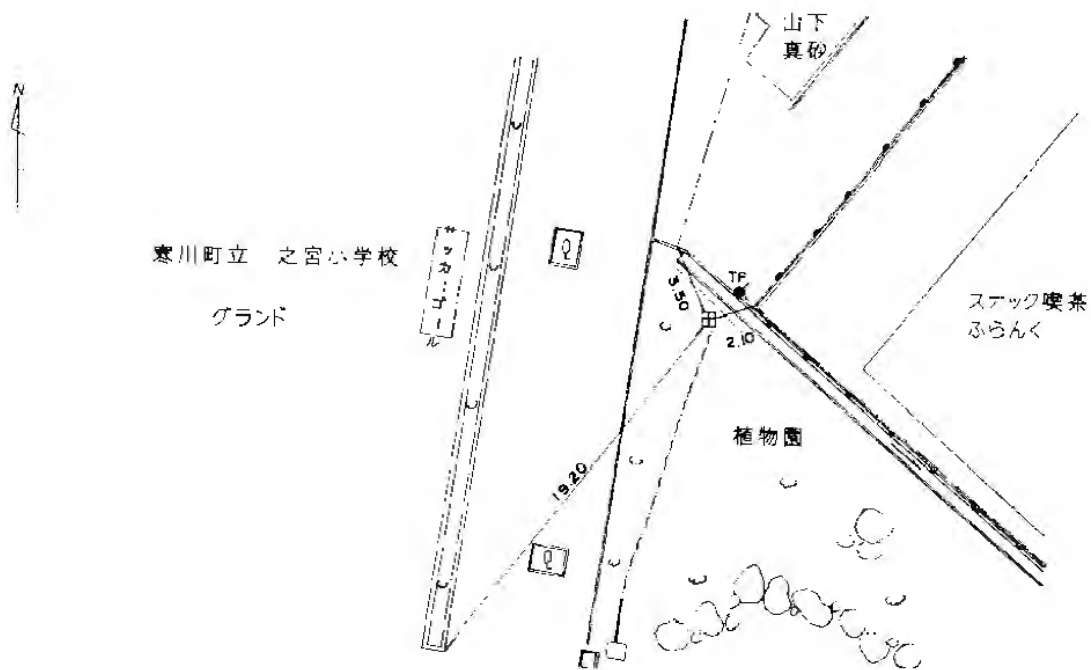 山下
真砂
N
寒川町立 之宮小学校
グランド
サッカーゴール
TP
3.50
2.10
スナック喫茶
ふらんく
植物園
19.20